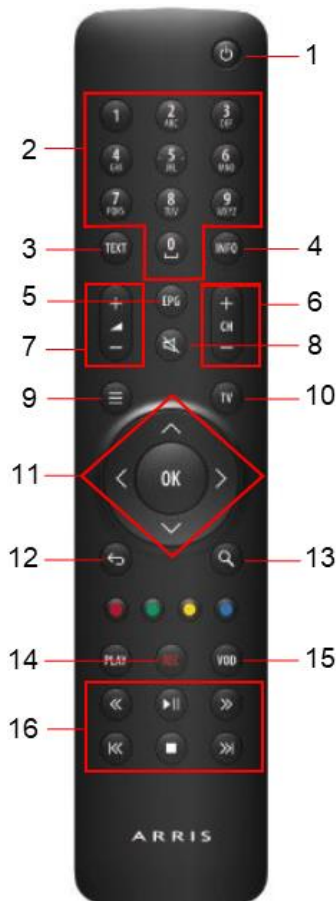 1
1 2 3
ABC DEF
2
4 5 6
GHI JKL MNO
7 8 9
PQRS TUV WXYZ
3 TEXT 0 INFO 4
5 EPG 6
+ +
CH
7 8
- -
9 TV 10
11 OK
12 13
14 PLAY REC VOD 15
16
ARRIS